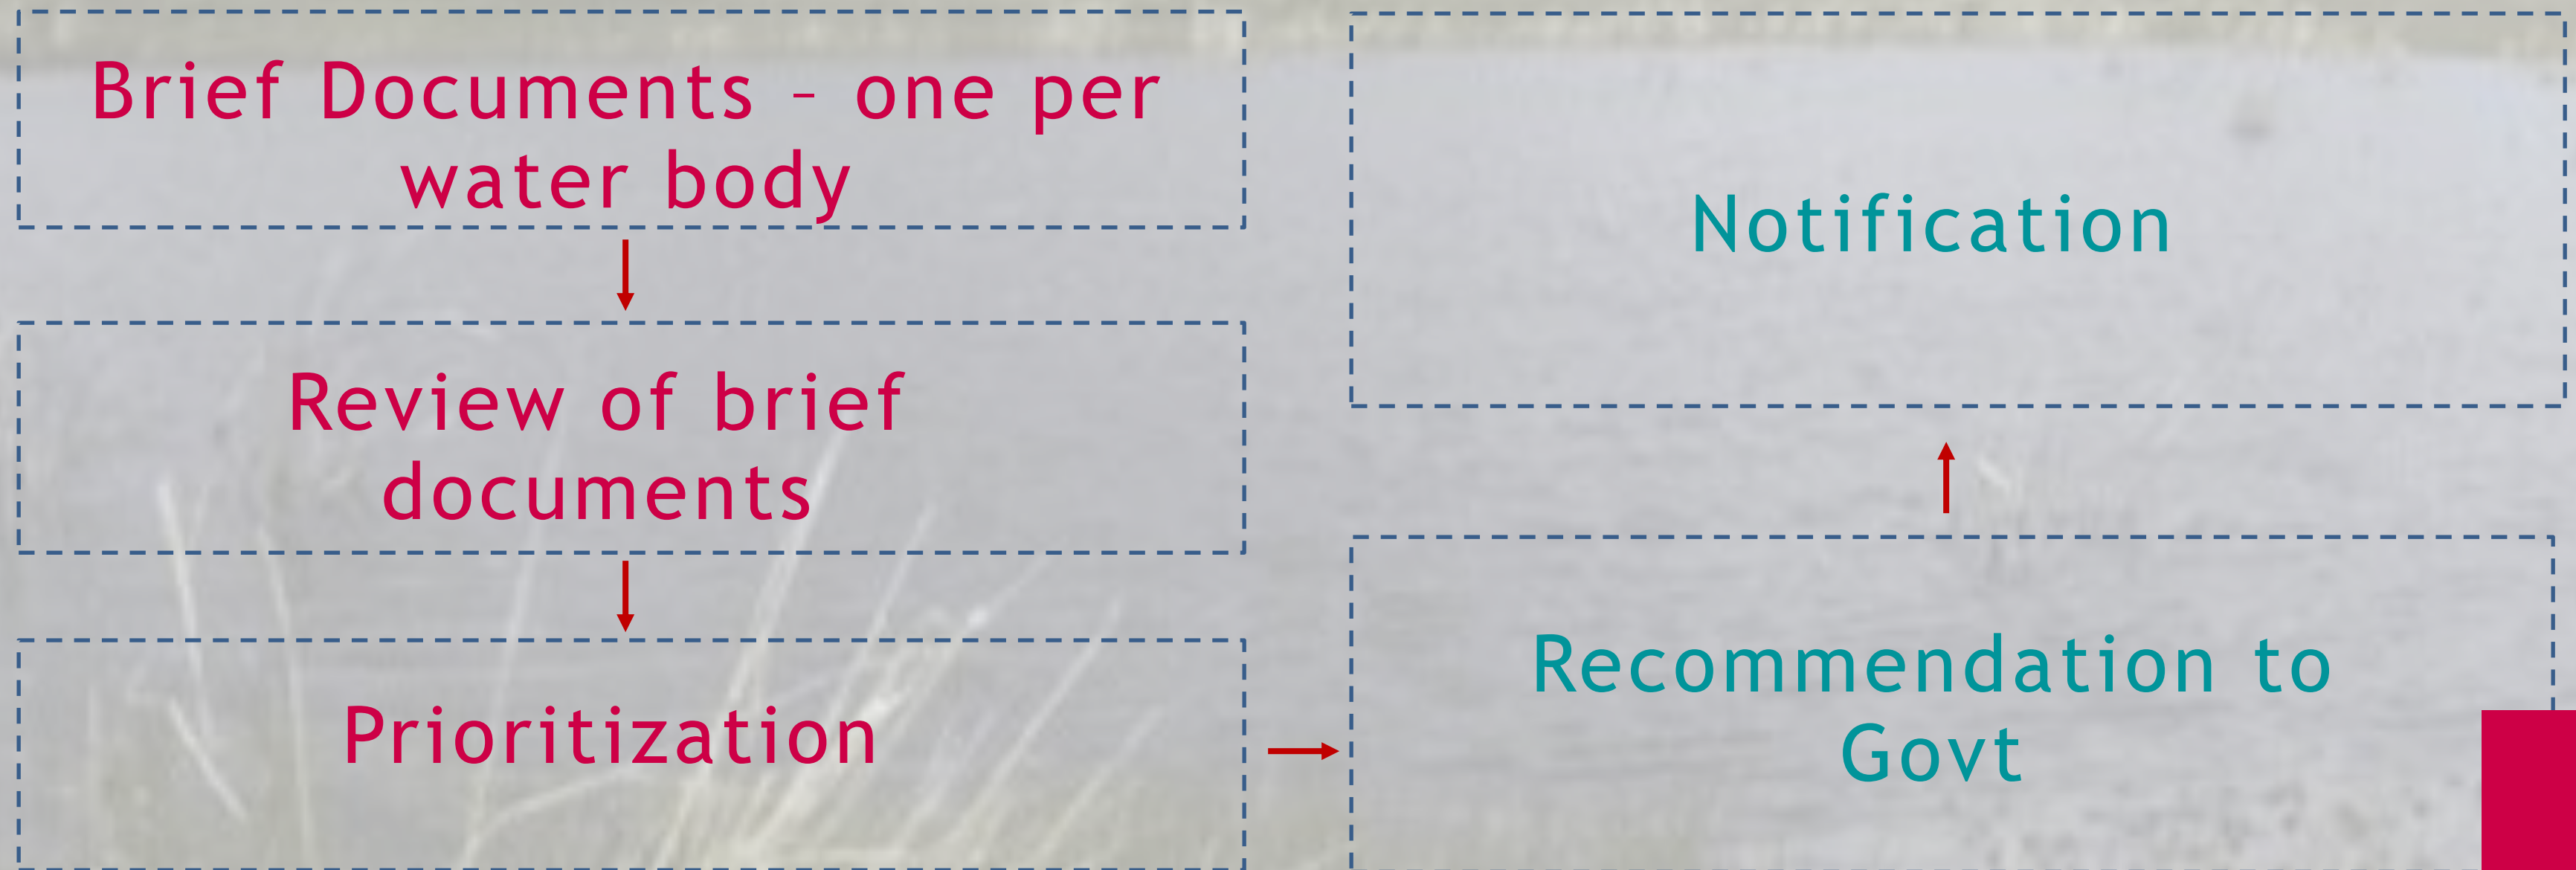 Brief Documents – one per
water body
Review of brief
documents
Prioritization
Recommendation to
Govt
Notification